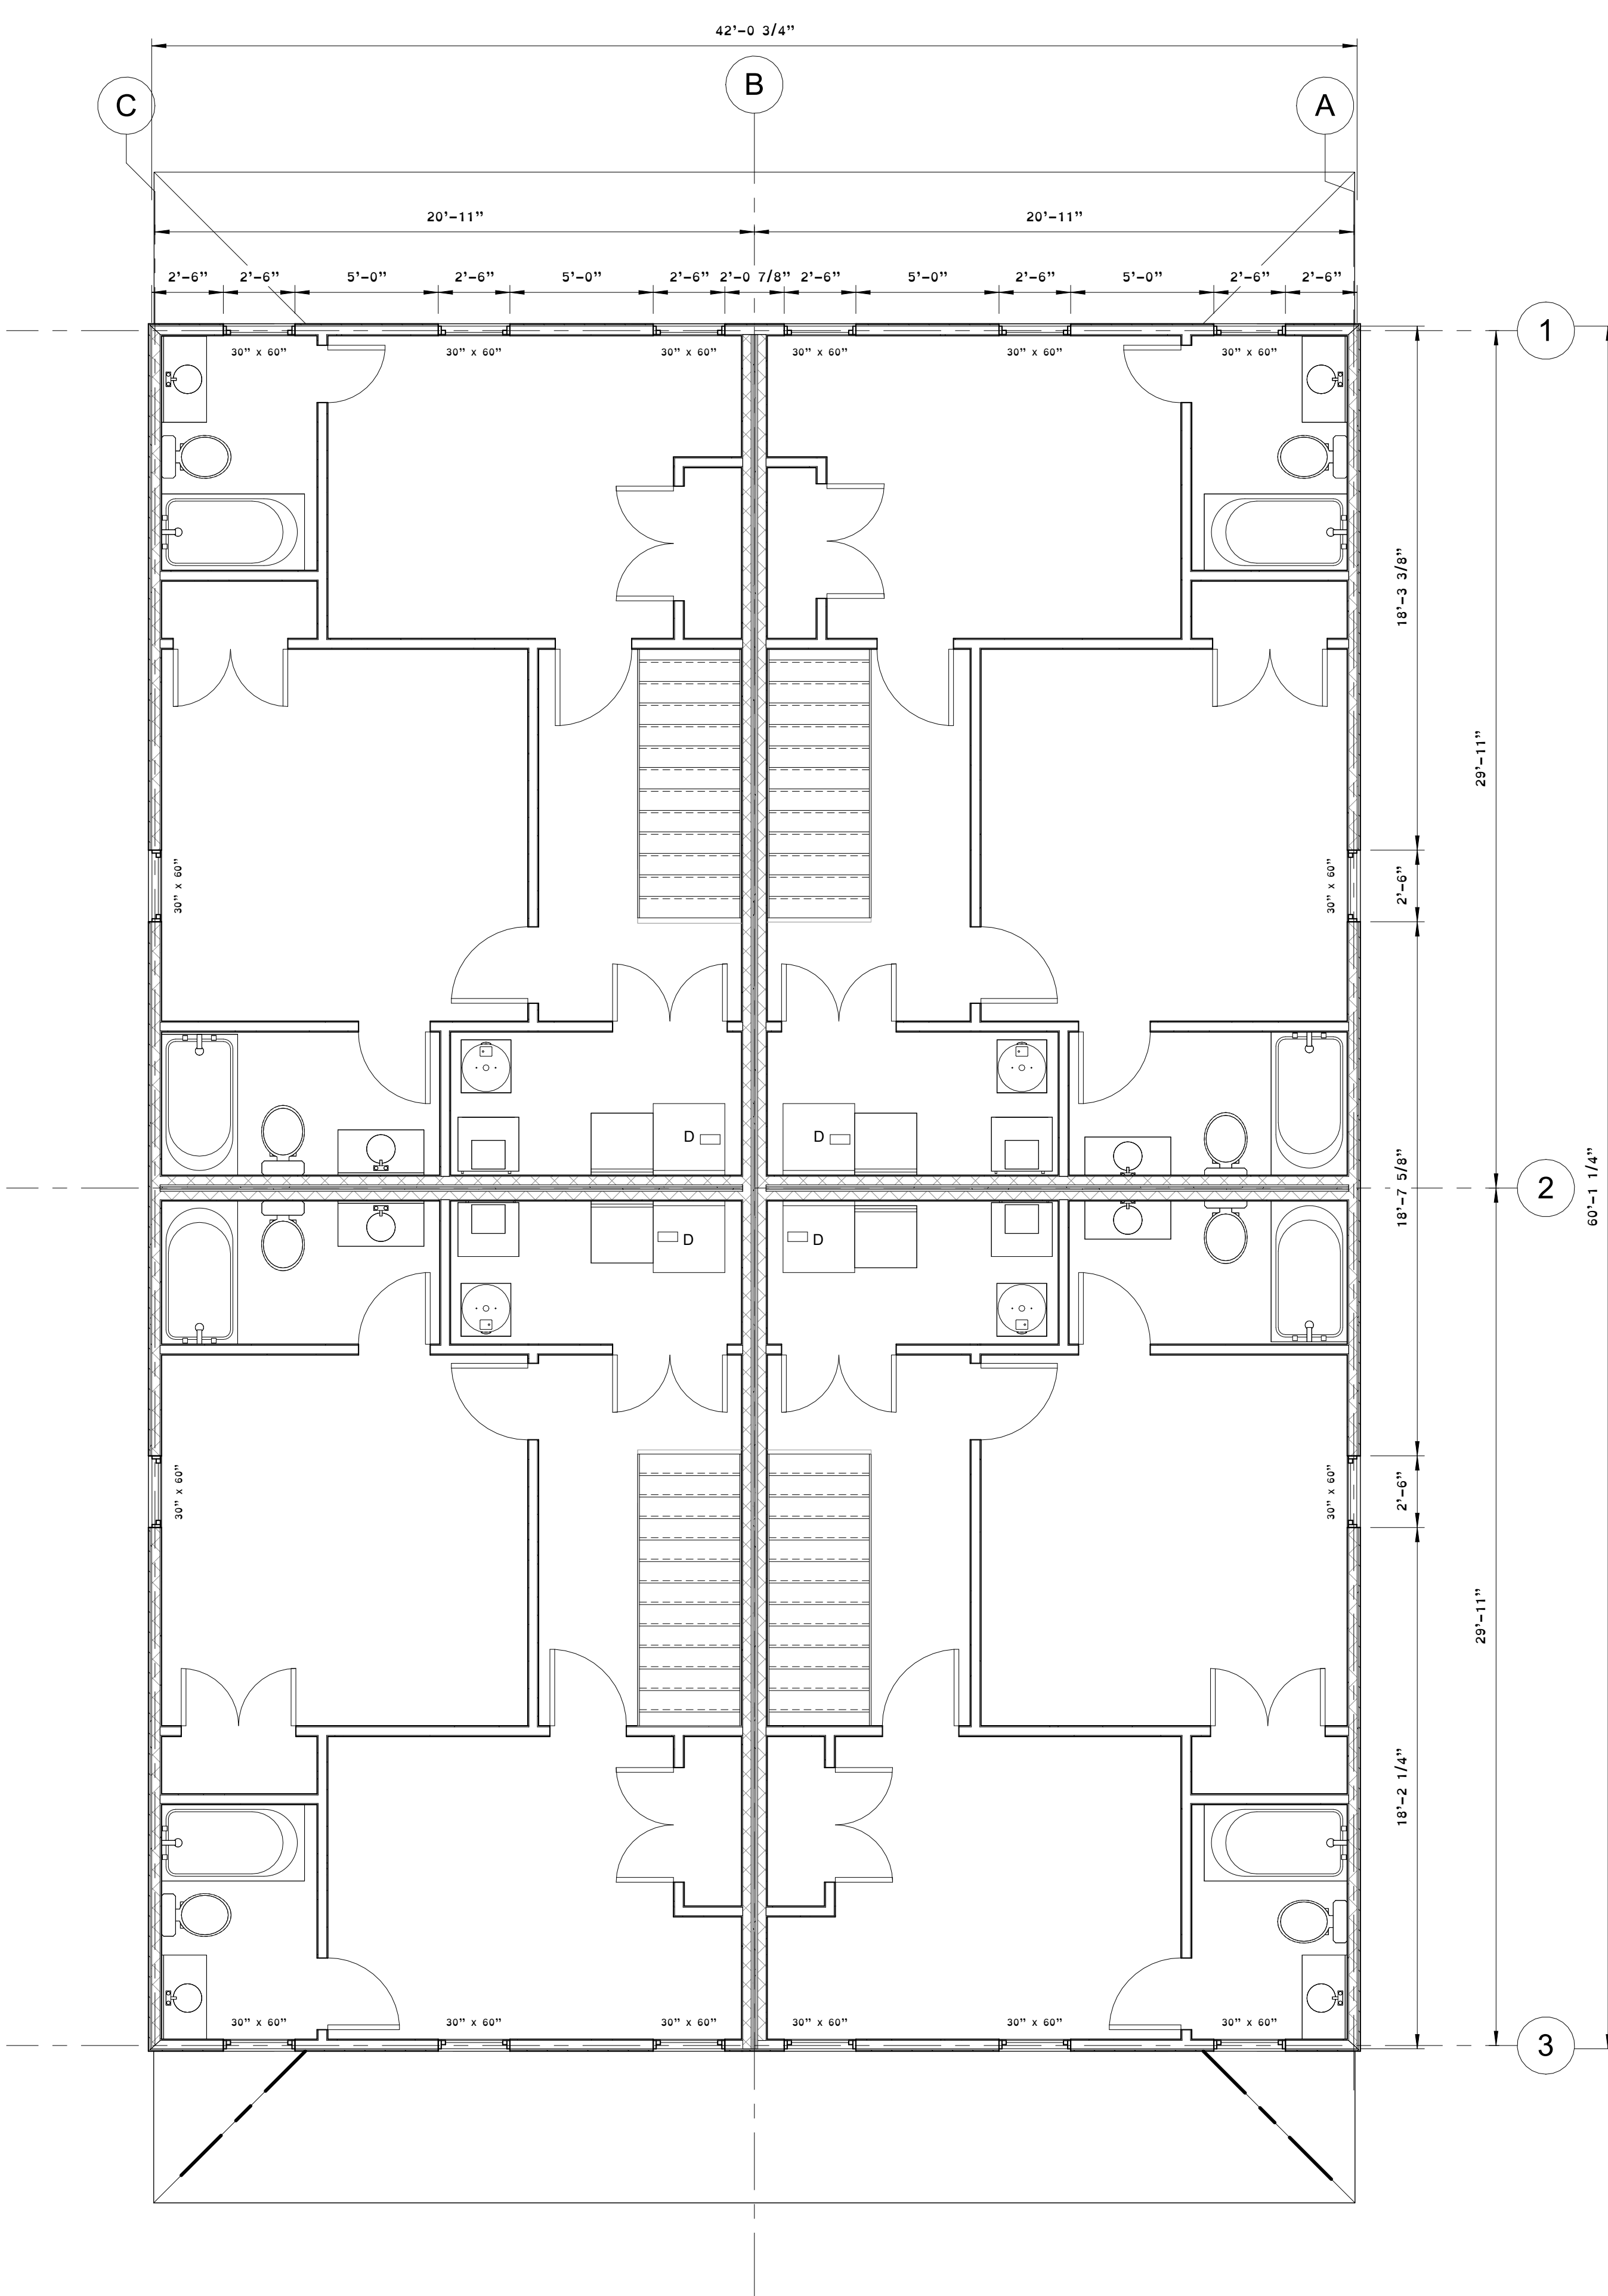 42'-0 3/4"
C
B
A
20'-11"
20'-11"
2'-6"
2'-6"
5'-0"
2'-6"
5'-0"
2'-6"
2'-0 7/8"
2'-6"
5'-0"
2'-6"
5'-0"
2'-6"
2'-6"
1
30" x 60"
30" x 60"
30" x 60"
30" x 60"
30" x 60"
30" x 60"
18'-3 3/8"
29'-11"
30" x 60"
30" x 60"
2'-6"
D
D
2
18'-7 5/8"
60'-1 1/4"
D
D
30" x 60"
30" x 60"
2'-6"
29'-11"
18'-2 1/4"
30" x 60"
30" x 60"
30" x 60"
30" x 60"
30" x 60"
30" x 60"
3